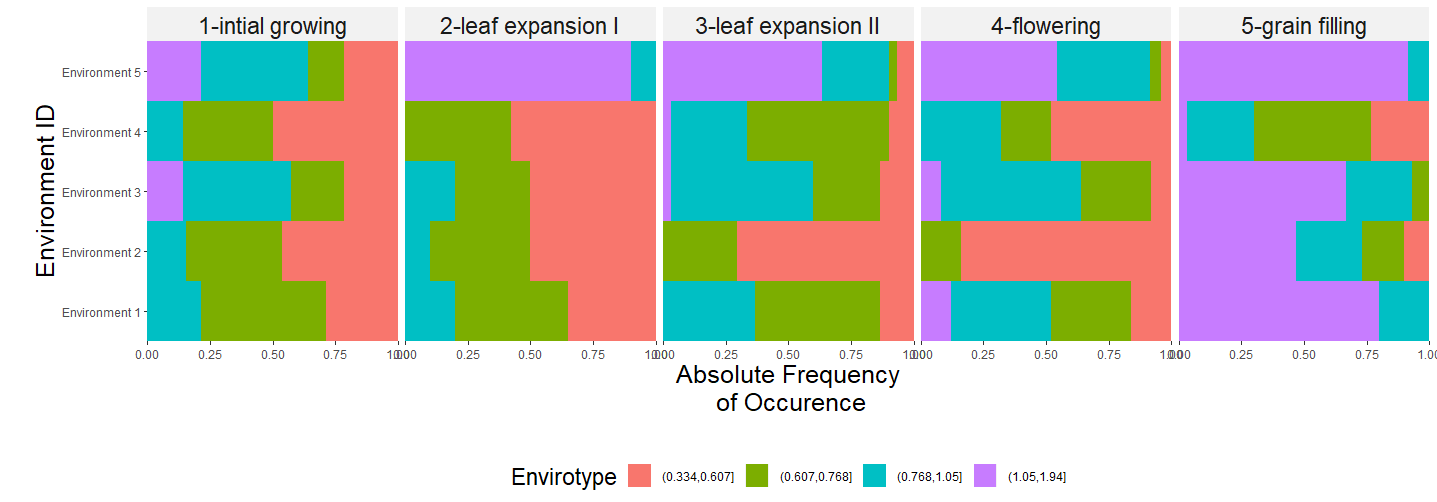 1-intial growing
2-leaf expansion I
3-leaf expansion II
4-flowering
5-grain filling
Environment ID
Environment 5
Environment 4
Environment 3
Environment 2
Environment 1
0.00 0.25 0.50 0.75 1.00
0.00 0.25 0.50 0.75 1.00
0.00 0.25 0.50 0.75 1.00
0.00 0.25 0.50 0.75 1.00
0.00 0.25 0.50 0.75 1.00
Absolute Frequency
of Occurence
Envirotype (0.334,0.607] (0.607,0.768] (0.768,1.05] (1.05,1.94]